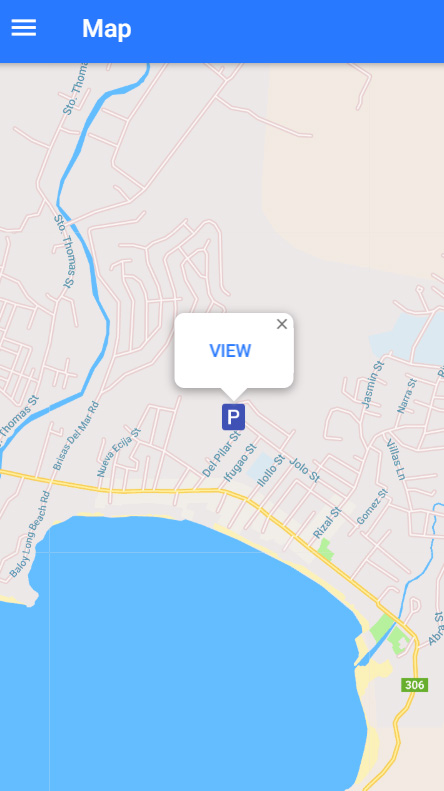 Map
Sto. Thoma
Sto. Thomas St
VIEW
P
Jasmin St
Narra St
Thomas St
Brisas Del Mar Rd
Nueva Ecija St
Del Pilar St
Ifugao St
Ilollo St
Jolo St
Villas Ln
Baloy Long Beach Rd
Rizal St
Gomez St
Abra St
306